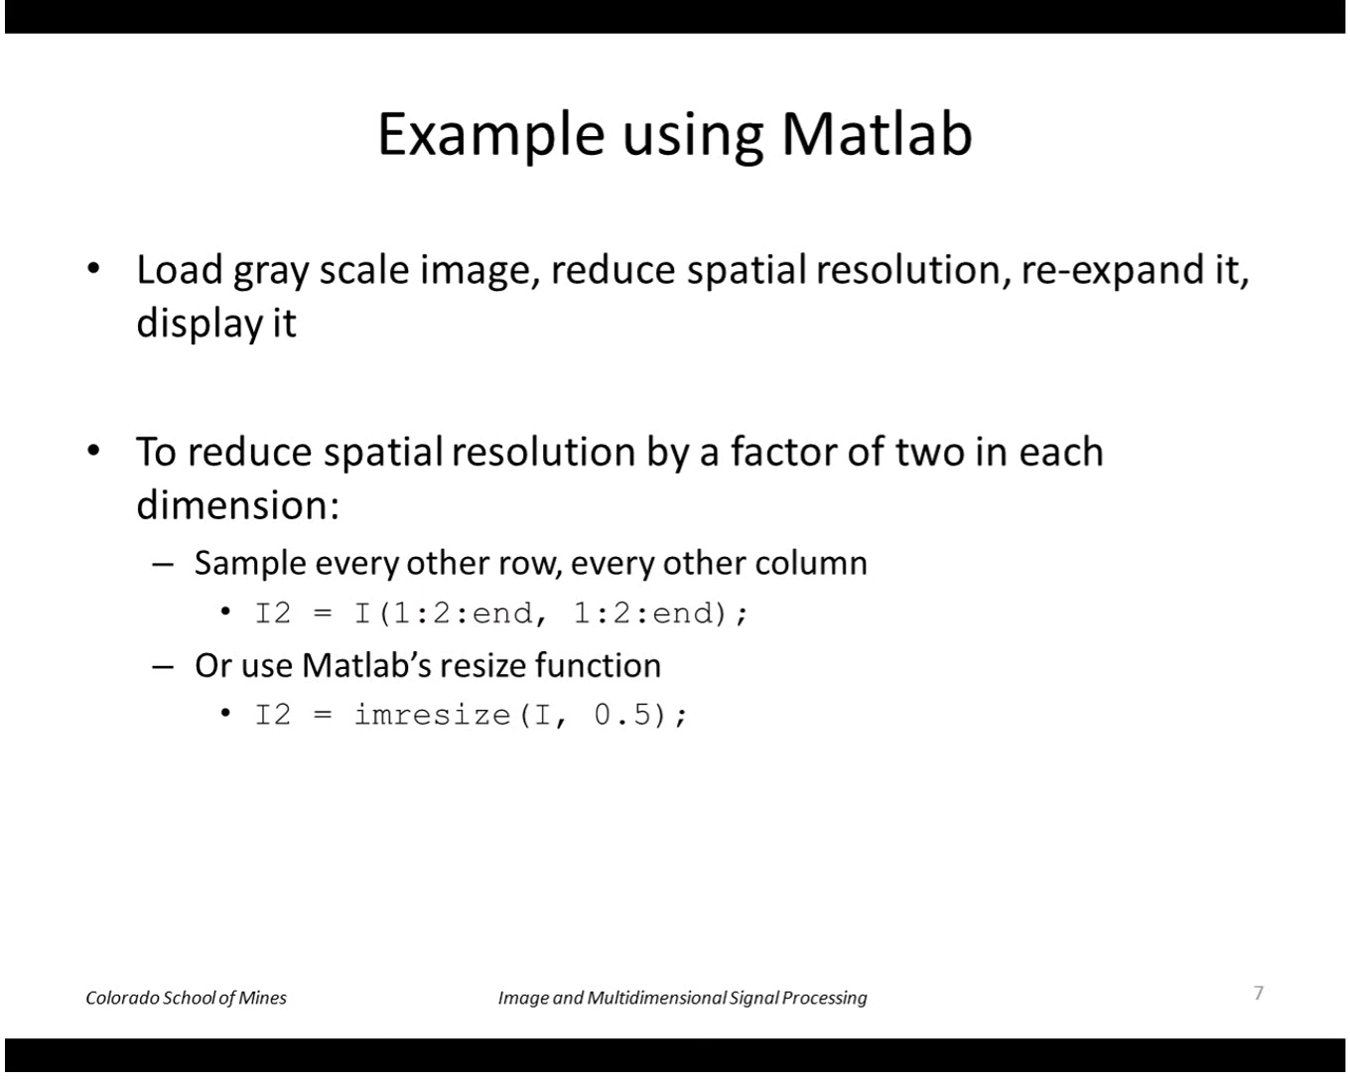 Example using Matlab
• Load gray scale image, reduce spatial resolution, re-expand it,
display it
• To reduce spatial resolution by a factor of two in each
dimension:
– Sample every other row, every other column
• I2 = I(1:2:end, 1:2:end);
– Or use Matlab’s resize function
• I2 = imresize(I, 0.5);
Colorado School of Mines
Image and Multidimensional Signal Processing
7